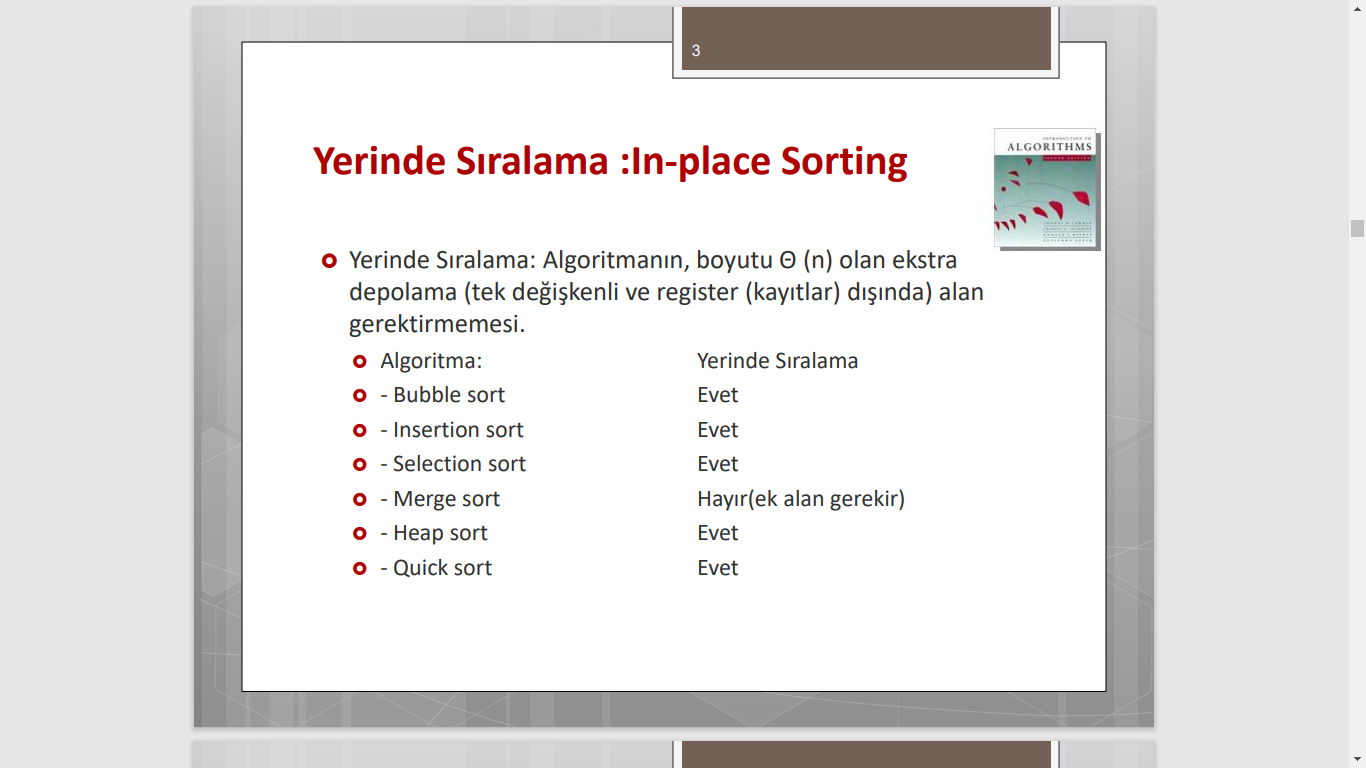 3
Yerinde Sıralama :In-place Sorting
INTRODUCTION TO
ALGORITHMS
SECOND EDITION
Yerinde Sıralama: Algoritmanın, boyutu Θ (n) olan ekstra
depolama (tek değişkenli ve register (kayıtlar) dışında) alan
gerektirmemesi.
Algoritma: Yerinde Sıralama
- Bubble sort Evet
- Insertion sort Evet
- Selection sort Evet
- Merge sort Hayır(ek alan gerekir)
- Heap sort Evet
- Quick sort Evet